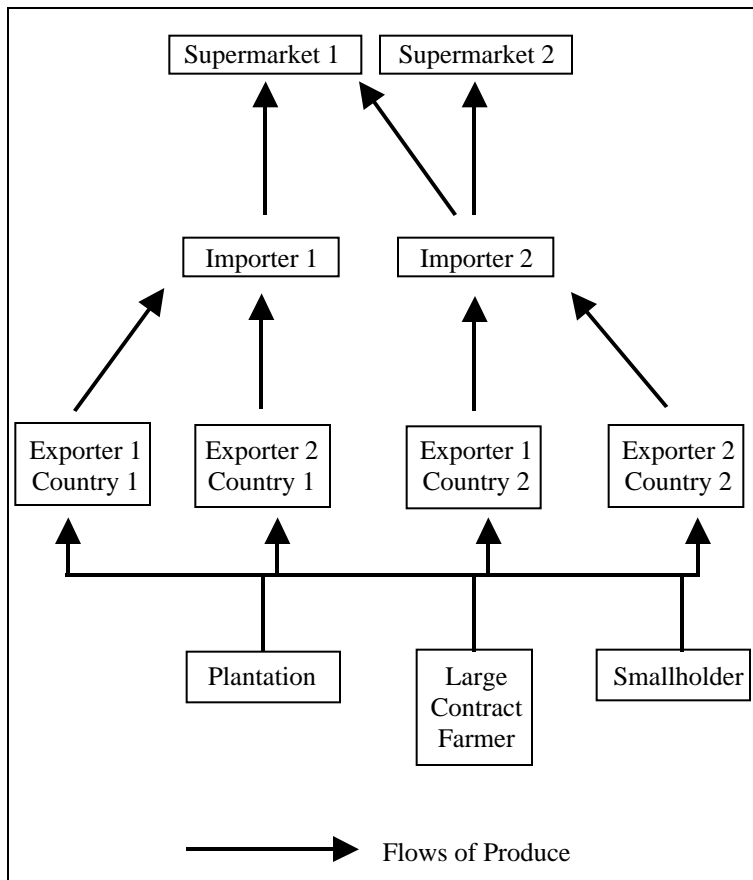 Supermarket 1
Supermarket 2
Importer 1
Importer 2
Exporter 1
Country 1
Exporter 2
Country 1
Exporter 1
Country 2
Exporter 2
Country 2
Plantation
Large
Contract
Farmer
Smallholder
Flows of Produce